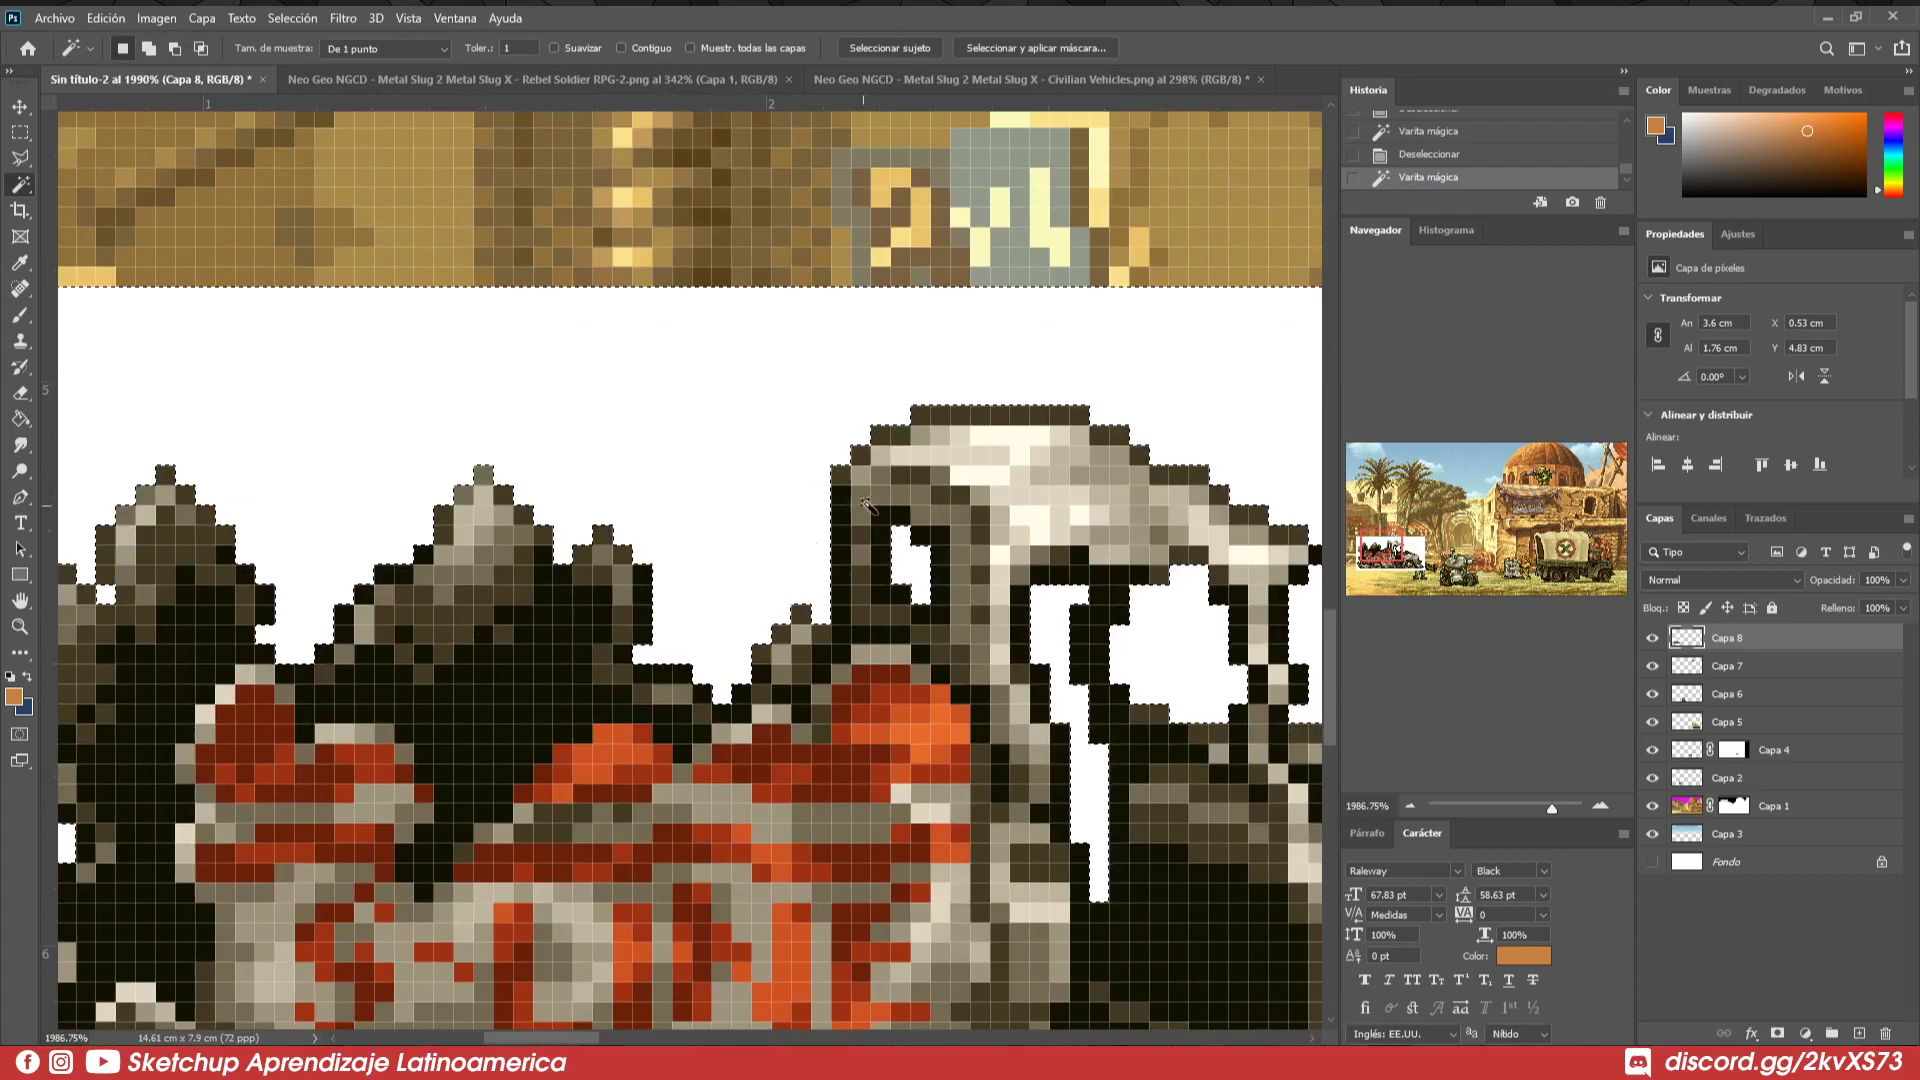 Ps Archivo Edición Imagen Capa Texto Selección Filtro 3D Vista Ventana Ayuda
Tam. de muestra: De 1 punto Toler.: 1 Suavizar Contiguo Muestr. todas las capas Seleccionar sujeto Seleccionar y aplicar máscara...
Sin título-2 al 1990% (Capa 8, RGB/8) * Neo Geo NGCD - Metal Slug 2 Metal Slug X - Rebel Soldier RPG-2.png al 342% (Capa 1, RGB/8) Neo Geo NGCD - Metal Slug 2 Metal Slug X - Civilian Vehicles.png al 298% (RGB/8) *
1 2
5
6
Historia
Varita mágica
Deseleccionar
Varita mágica
Navegador Histograma
1986.75%
Párrafo Carácter
Raleway Black
67.83 pt 58.63 pt
Medidas 0
100% 100%
0 pt Color:
Inglés: EE.UU. Nítido
Color Muestras Degradados Motivos
Propiedades Ajustes
Capa de píxeles
Transformar
An 3.6 cm X 0.53 cm
Al 1.76 cm Y 4.83 cm
0.00°
Alinear y distribuir
Alinear:
Capas Canales Trazados
Tipo
Normal Opacidad: 100%
Bloq.: Relleno: 100%
Capa 8
Capa 7
Capa 6
Capa 5
Capa 4
Capa 2
Capa 1
Capa 3
Fondo
1986.75% 14.61 cm x 7.9 cm (72 ppp)
Sketchup Aprendizaje Latinoamerica
discord.gg/2kvXS73